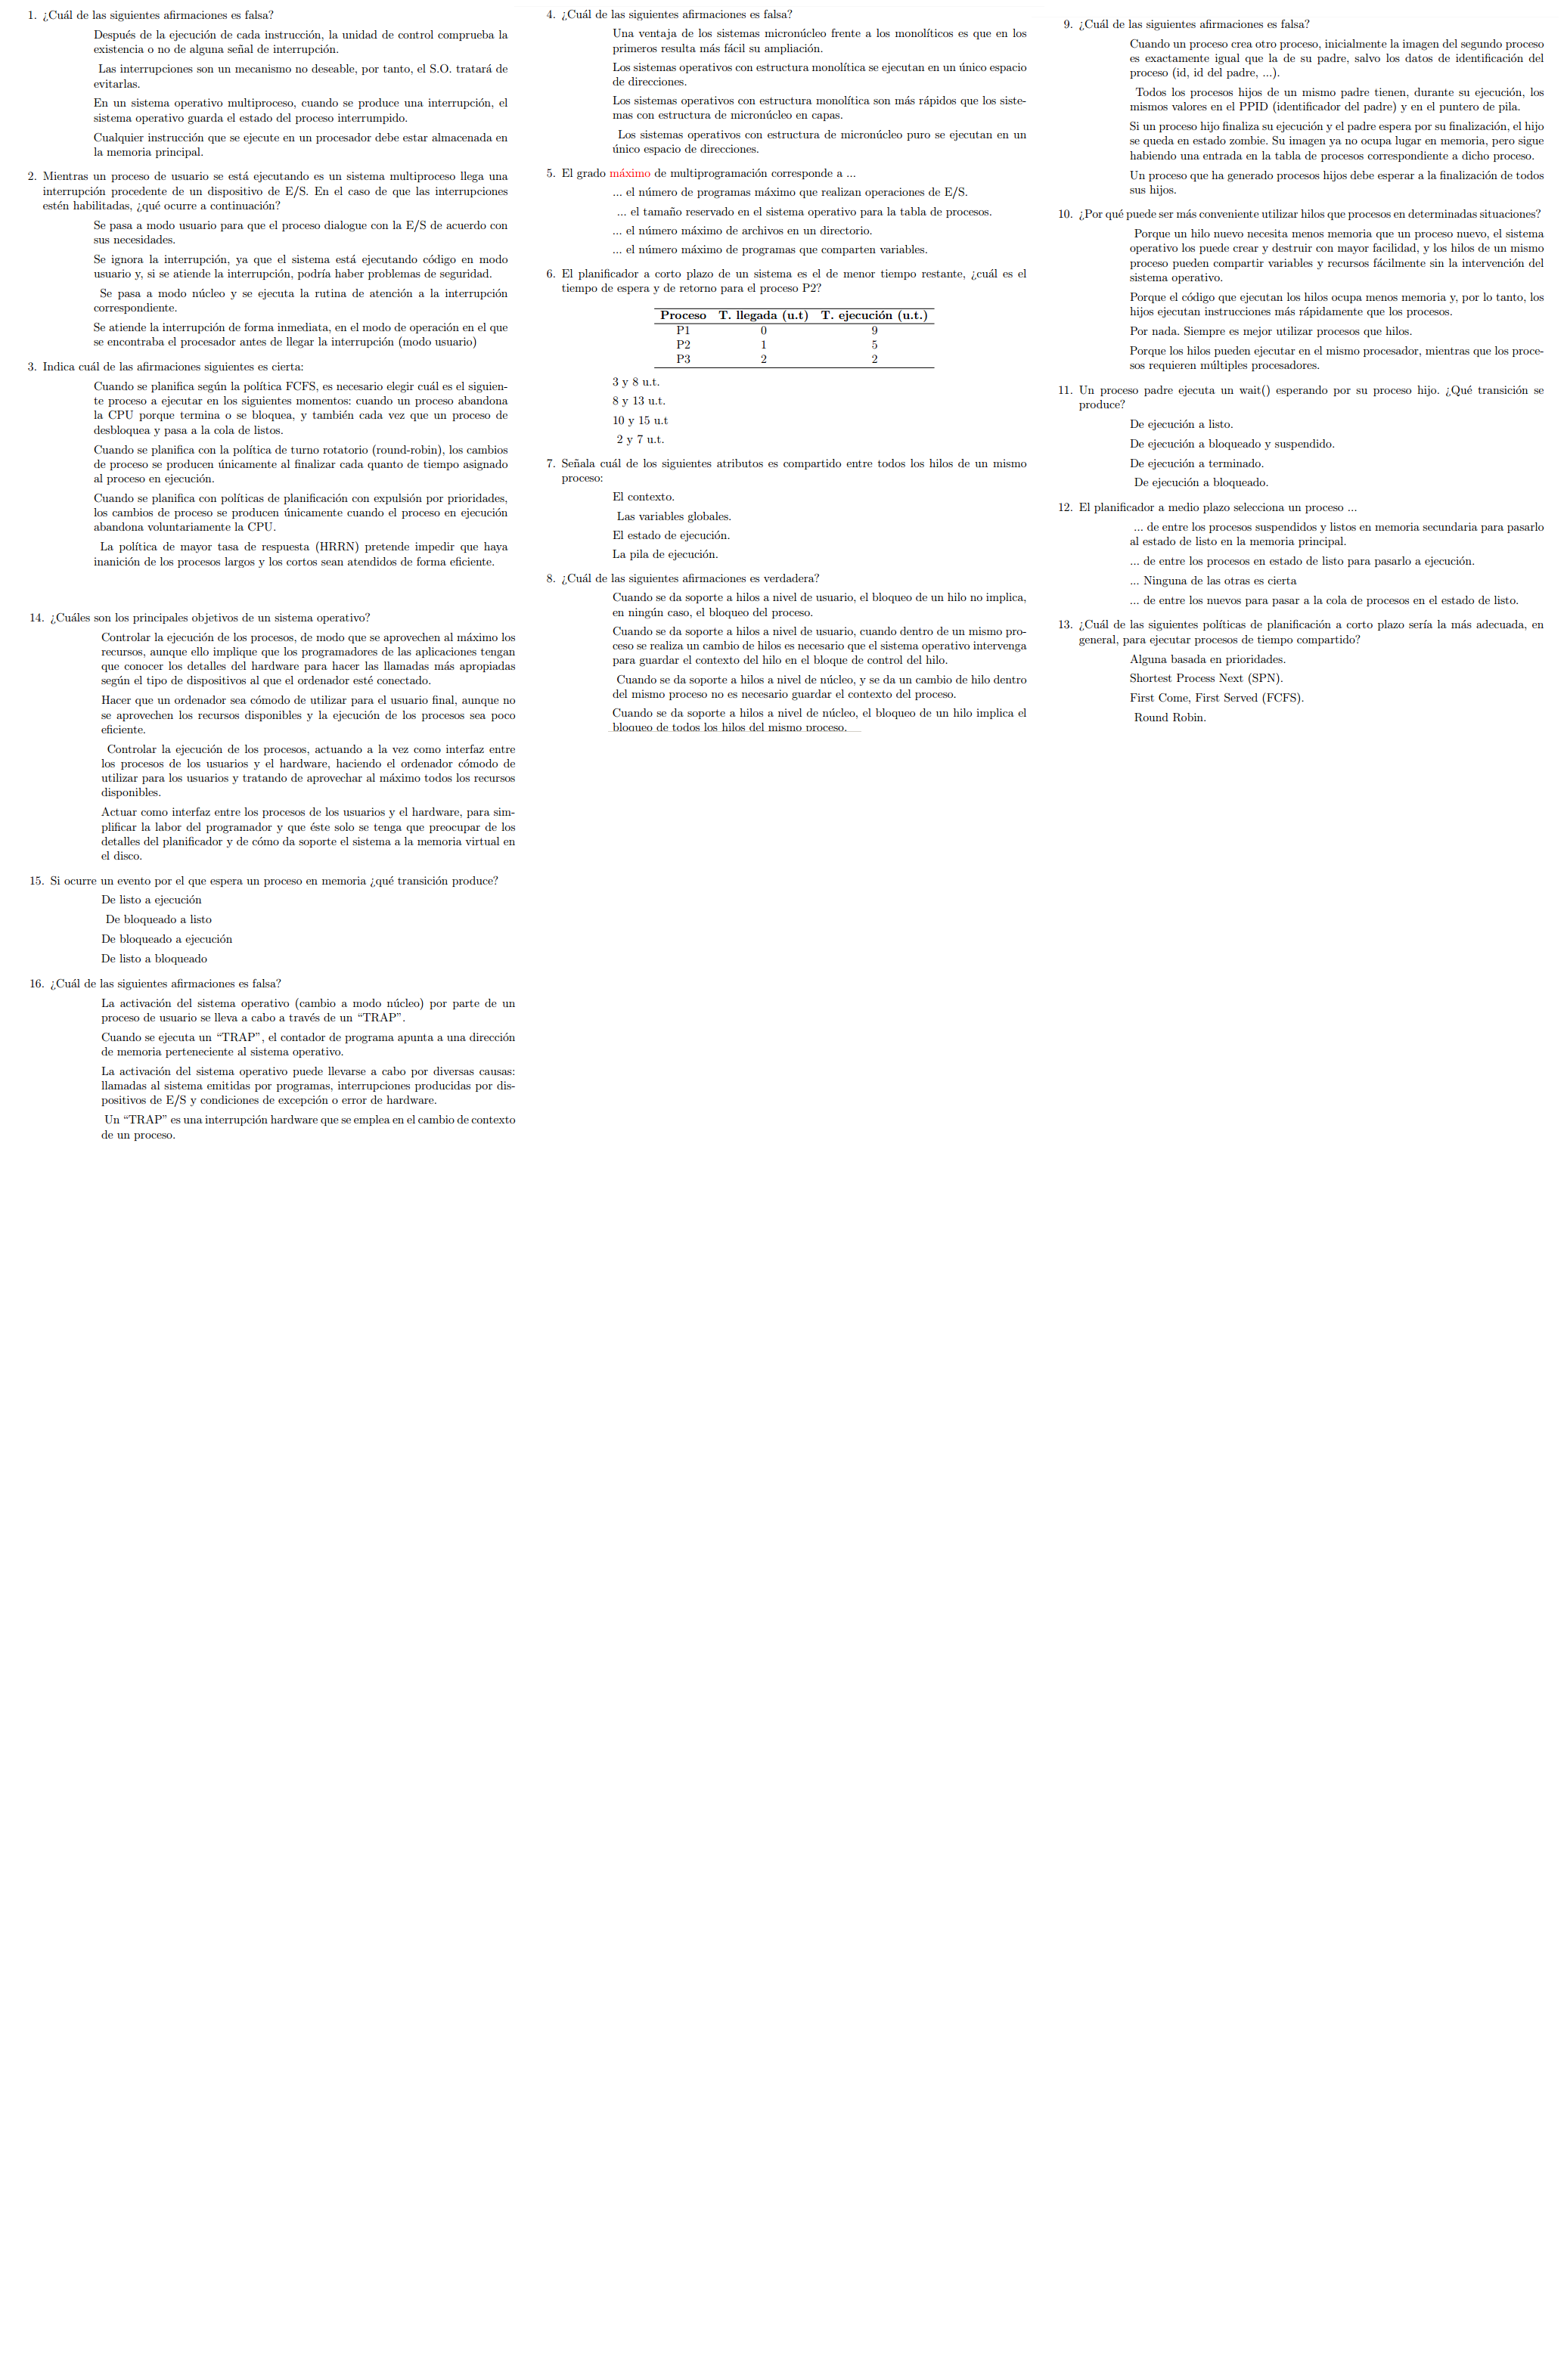 1. ¿Cuál de las siguientes afirmaciones es falsa?
Después de la ejecución de cada instrucción, la unidad de control comprueba la
existencia o no de alguna señal de interrupción.
Las interrupciones son un mecanismo no deseable, por tanto, el S.O. tratará de
evitarlas.
En un sistema operativo multiproceso, cuando se produce una interrupción, el
sistema operativo guarda el estado del proceso interrumpido.
Cualquier instrucción que se ejecute en un procesador debe estar almacenada en
la memoria principal.
2. Mientras un proceso de usuario se está ejecutando es un sistema multiproceso llega una
interrupción procedente de un dispositivo de E/S. En el caso de que las interrupciones
estén habilitadas, ¿qué ocurre a continuación?
Se pasa a modo usuario para que el proceso dialogue con la E/S de acuerdo con
sus necesidades.
Se ignora la interrupción, ya que el sistema está ejecutando código en modo
usuario y, si se atiende la interrupción, podría haber problemas de seguridad.
Se pasa a modo núcleo y se ejecuta la rutina de atención a la interrupción
correspondiente.
Se atiende la interrupción de forma inmediata, en el modo de operación en el que
se encontraba el procesador antes de llegar la interrupción (modo usuario)
3. Indica cuál de las afirmaciones siguientes es cierta:
Cuando se planifica según la política FCFS, es necesario elegir cuál es el siguien-
te proceso a ejecutar en los siguientes momentos: cuando un proceso abandona
la CPU porque termina o se bloquea, y también cada vez que un proceso de
desbloquea y pasa a la cola de listos.
Cuando se planifica con la política de turno rotatorio (round-robin), los cambios
de proceso se producen únicamente al finalizar cada quanto de tiempo asignado
al proceso en ejecución.
Cuando se planifica con políticas de planificación con expulsión por prioridades,
los cambios de proceso se producen únicamente cuando el proceso en ejecución
abandona voluntariamente la CPU.
La política de mayor tasa de respuesta (HRRN) pretende impedir que haya
inanición de los procesos largos y los cortos sean atendidos de forma eficiente.
14. ¿Cuáles son los principales objetivos de un sistema operativo?
Controlar la ejecución de los procesos, de modo que se aprovechen al máximo los
recursos, aunque ello implique que los programadores de las aplicaciones tengan
que conocer los detalles del hardware para hacer las llamadas más apropiadas
según el tipo de dispositivos al que el ordenador esté conectado.
Hacer que un ordenador sea cómodo de utilizar para el usuario final, aunque no
se aprovechen los recursos disponibles y la ejecución de los procesos sea poco
eficiente.
Controlar la ejecución de los procesos, actuando a la vez como interfaz entre
los procesos de los usuarios y el hardware, haciendo el ordenador cómodo de
utilizar para los usuarios y tratando de aprovechar al máximo todos los recursos
disponibles.
Actuar como interfaz entre los procesos de los usuarios y el hardware, para sim-
plificar la labor del programador y que éste solo se tenga que preocupar de los
detalles del planificador y de cómo da soporte el sistema a la memoria virtual en
el disco.
15. Si ocurre un evento por el que espera un proceso en memoria ¿qué transición produce?
De listo a ejecución
De bloqueado a listo
De bloqueado a ejecución
De listo a bloqueado
16. ¿Cuál de las siguientes afirmaciones es falsa?
La activación del sistema operativo (cambio a modo núcleo) por parte de un
proceso de usuario se lleva a cabo a través de un “TRAP”.
Cuando se ejecuta un “TRAP”, el contador de programa apunta a una dirección
de memoria perteneciente al sistema operativo.
La activación del sistema operativo puede llevarse a cabo por diversas causas:
llamadas al sistema emitidas por programas, interrupciones producidas por dis-
positivos de E/S y condiciones de excepción o error de hardware.
Un “TRAP” es una interrupción hardware que se emplea en el cambio de contexto
de un proceso.
4. ¿Cuál de las siguientes afirmaciones es falsa?
Una ventaja de los sistemas micronúcleo frente a los monolíticos es que en los
primeros resulta más fácil su ampliación.
Los sistemas operativos con estructura monolítica se ejecutan en un único espacio
de direcciones.
Los sistemas operativos con estructura monolítica son más rápidos que los siste-
mas con estructura de micronúcleo en capas.
Los sistemas operativos con estructura de micronúcleo puro se ejecutan en un
único espacio de direcciones.
5. El grado máximo de multiprogramación corresponde a ...
... el número de programas máximo que realizan operaciones de E/S.
... el tamaño reservado en el sistema operativo para la tabla de procesos.
... el número máximo de archivos en un directorio.
... el número máximo de programas que comparten variables.
6. El planificador a corto plazo de un sistema es el de menor tiempo restante, ¿cuál es el
tiempo de espera y de retorno para el proceso P2?
Proceso T. llegada (u.t) T. ejecución (u.t.)
P1 0 9
P2 1 5
P3 2 2
3 y 8 u.t.
8 y 13 u.t.
10 y 15 u.t
2 y 7 u.t.
7. Señala cuál de los siguientes atributos es compartido entre todos los hilos de un mismo
proceso:
El contexto.
Las variables globales.
El estado de ejecución.
La pila de ejecución.
8. ¿Cuál de las siguientes afirmaciones es verdadera?
Cuando se da soporte a hilos a nivel de usuario, el bloqueo de un hilo no implica,
en ningún caso, el bloqueo del proceso.
Cuando se da soporte a hilos a nivel de usuario, cuando dentro de un mismo pro-
ceso se realiza un cambio de hilos es necesario que el sistema operativo intervenga
para guardar el contexto del hilo en el bloque de control del hilo.
Cuando se da soporte a hilos a nivel de núcleo, y se da un cambio de hilo dentro
del mismo proceso no es necesario guardar el contexto del proceso.
Cuando se da soporte a hilos a nivel de núcleo, el bloqueo de un hilo implica el
bloqueo de todos los hilos del mismo proceso.
9. ¿Cuál de las siguientes afirmaciones es falsa?
Cuando un proceso crea otro proceso, inicialmente la imagen del segundo proceso
es exactamente igual que la de su padre, salvo los datos de identificación del
proceso (id, id del padre, ...).
Todos los procesos hijos de un mismo padre tienen, durante su ejecución, los
mismos valores en el PPID (identificador del padre) y en el puntero de pila.
Si un proceso hijo finaliza su ejecución y el padre espera por su finalización, el hijo
se queda en estado zombie. Su imagen ya no ocupa lugar en memoria, pero sigue
habiendo una entrada en la tabla de procesos correspondiente a dicho proceso.
Un proceso que ha generado procesos hijos debe esperar a la finalización de todos
sus hijos.
10. ¿Por qué puede ser más conveniente utilizar hilos que procesos en determinadas situaciones?
Porque un hilo nuevo necesita menos memoria que un proceso nuevo, el sistema
operativo los puede crear y destruir con mayor facilidad, y los hilos de un mismo
proceso pueden compartir variables y recursos fácilmente sin la intervención del
sistema operativo.
Porque el código que ejecutan los hilos ocupa menos memoria y, por lo tanto, los
hijos ejecutan instrucciones más rápidamente que los procesos.
Por nada. Siempre es mejor utilizar procesos que hilos.
Porque los hilos pueden ejecutar en el mismo procesador, mientras que los proce-
sos requieren múltiples procesadores.
11. Un proceso padre ejecuta un wait() esperando por su proceso hijo. ¿Qué transición se
produce?
De ejecución a listo.
De ejecución a bloqueado y suspendido.
De ejecución a terminado.
De ejecución a bloqueado.
12. El planificador a medio plazo selecciona un proceso ...
... de entre los procesos suspendidos y listos en memoria secundaria para pasarlo
al estado de listo en la memoria principal.
... de entre los procesos en estado de listo para pasarlo a ejecución.
... Ninguna de las otras es cierta
... de entre los nuevos para pasar a la cola de procesos en el estado de listo.
13. ¿Cuál de las siguientes políticas de planificación a corto plazo sería la más adecuada, en
general, para ejecutar procesos de tiempo compartido?
Alguna basada en prioridades.
Shortest Process Next (SPN).
First Come, First Served (FCFS).
Round Robin.